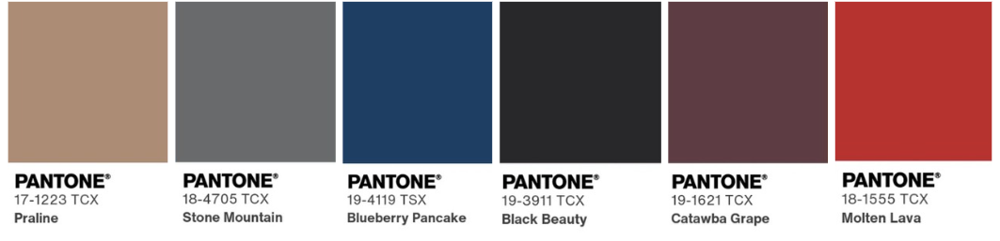 PANTONE®
17-1223 TCX
Praline
PANTONE®
18-4705 TCX
Stone Mountain
PANTONE®
19-4119 TSX
Blueberry Pancake
PANTONE®
19-3911 TCX
Black Beauty
PANTONE®
19-1621 TCX
Catawba Grape
PANTONE®
18-1555 TCX
Molten Lava